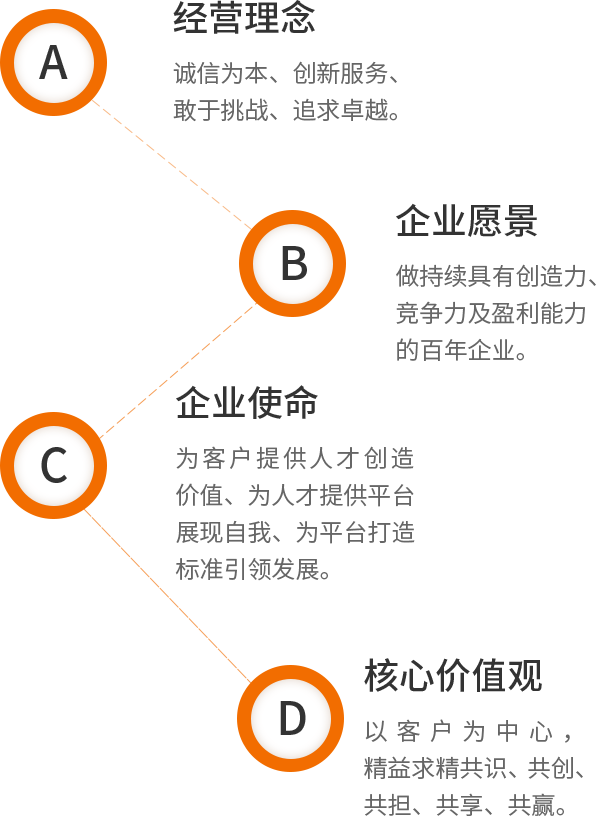 A
经营理念
诚信为本、创新服务、
敢于挑战、追求卓越。
B
企业愿景
做持续具有创造力、
竞争力及盈利能力
的百年企业。
C
企业使命
为客户提供人才创造
价值、为人才提供平台
展现自我、为平台打造
标准引领发展。
D
核心价值观
以客户为中心，
精益求精共识、共创、
共担、共享、共赢。